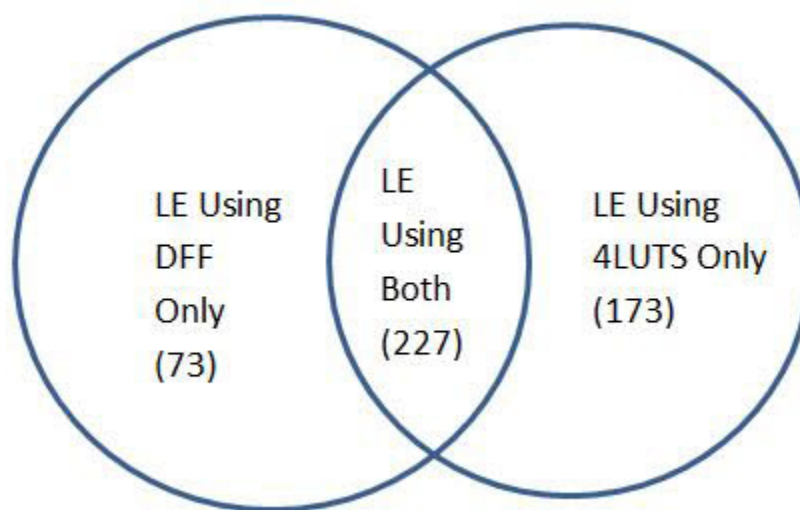 LE Using
DFF
Only
(73)
LE
Using
Both
(227)
LE Using
4LUTS Only
(173)